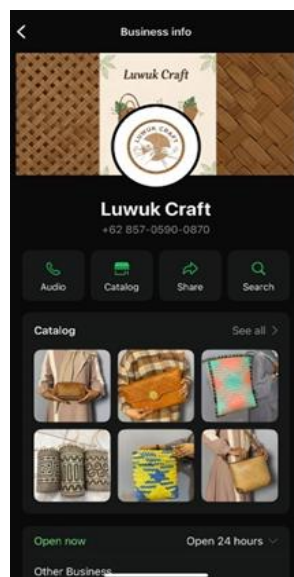 Business info
Luwuk Craft
LUWUK CRAFT
Luwuk Craft
+62 857-0590-0870
Audio Catalog Share Search
Catalog See all
Open now Open 24 hours
Other Business